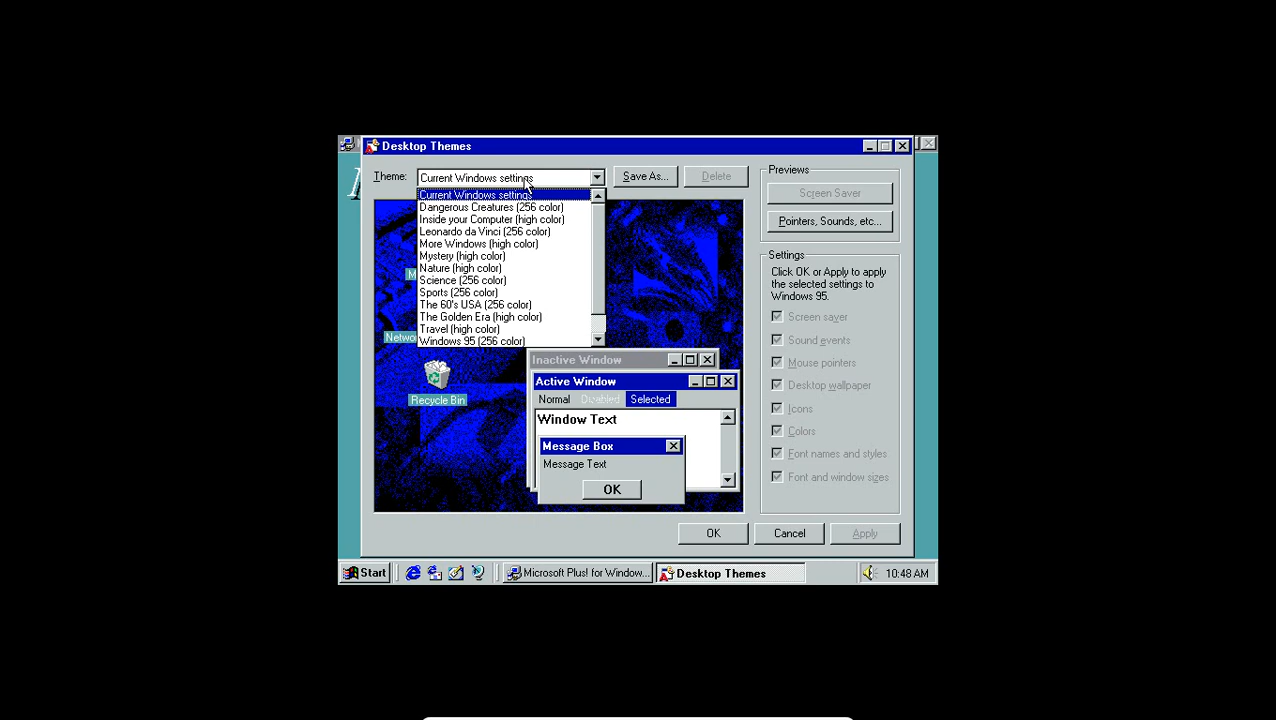 Desktop Themes
Theme:
Current Windows settings
Save As...
Delete
Current Windows settings
Dangerous Creatures (256 color)
Inside your Computer (high color)
Leonardo da Vinci (256 color)
More Windows (high color)
Mystery (high color)
Nature (high color)
Science (256 color)
Sports (256 color)
The 60's USA (256 color)
The Golden Era (high color)
Travel (high color)
Windows 95 (256 color)
Previews
Screen Saver
Pointers, Sounds, etc...
Settings
Click OK or Apply to apply
the selected settings to
Windows 95.
Screen saver
Sound events
Mouse pointers
Desktop wallpaper
Icons
Colors
Font names and styles
Font and window sizes
Recycle Bin
Inactive Window
Active Window
Normal Disabled Selected
Window Text
Message Box
Message Text
OK
OK
Cancel
Apply
Start
Microsoft Plus! for Window...
Desktop Themes
10:48 AM